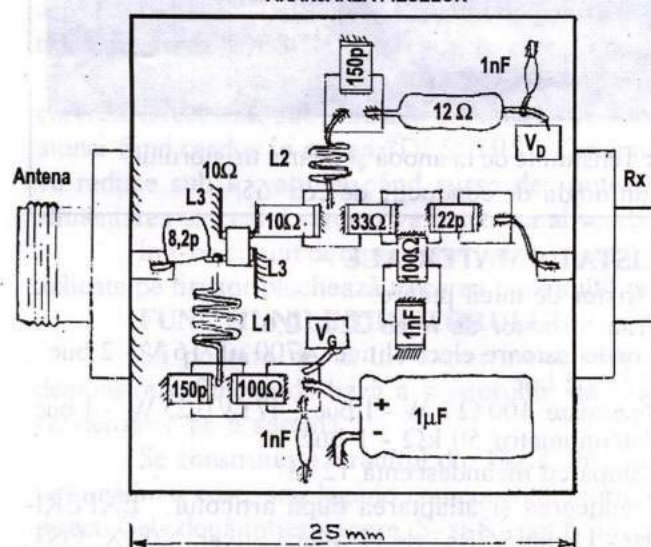 150p
1nF
12Ω
V_D
L2
Antena
10Ω
Rx
L3
10Ω
33Ω
22p
8,2p
L3
100Ω
1nF
L1
V_G
150p
100Ω
1nF
1μF
25 mm